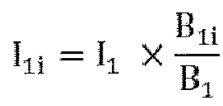 I₁ᵢ = I₁ × B₁ᵢ / B₁